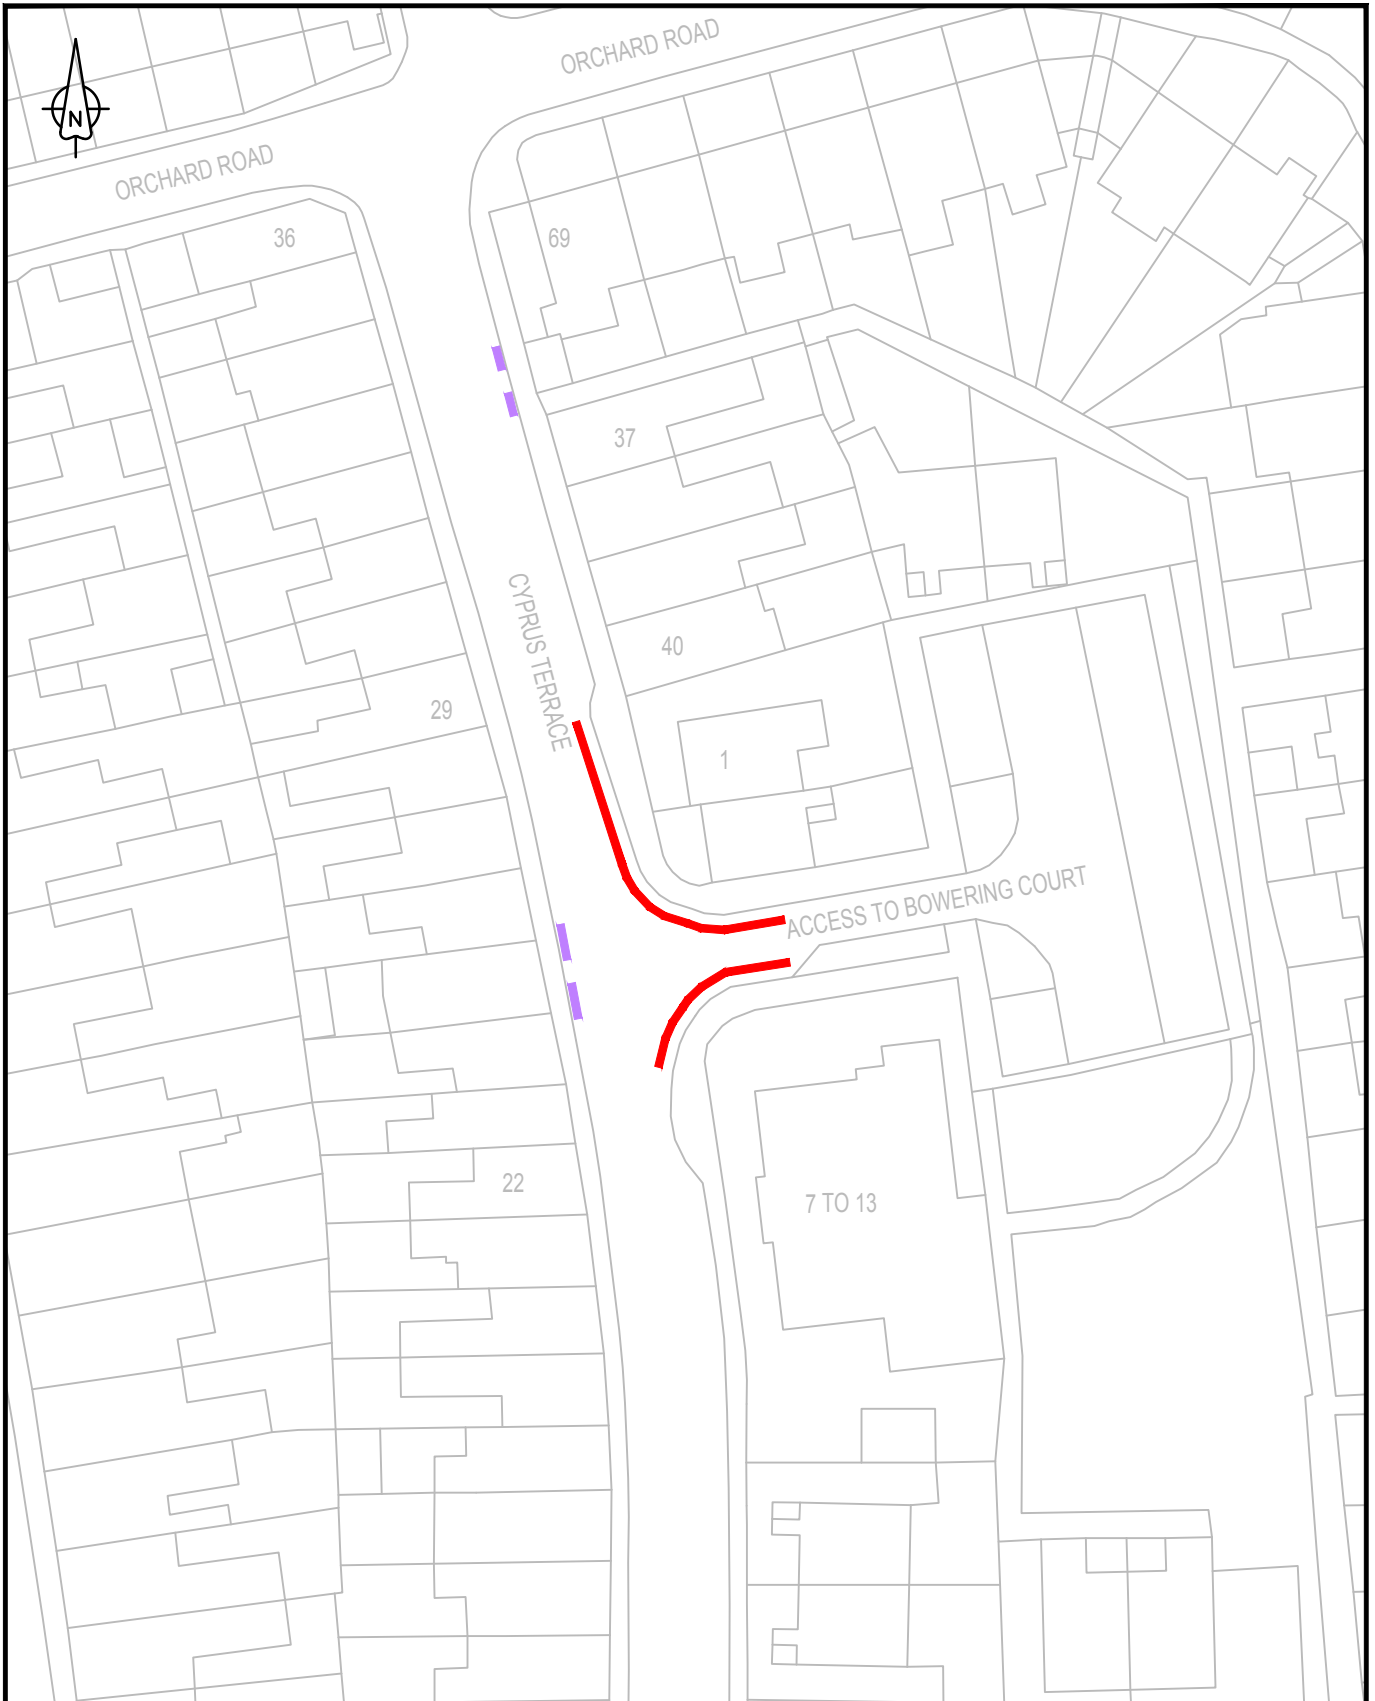 ORCHARD ROAD
N
ORCHARD ROAD
36
69
37
CYPRUS TERRACE
40
29
1
ACCESS TO BOWERING COURT
22
7 TO 13